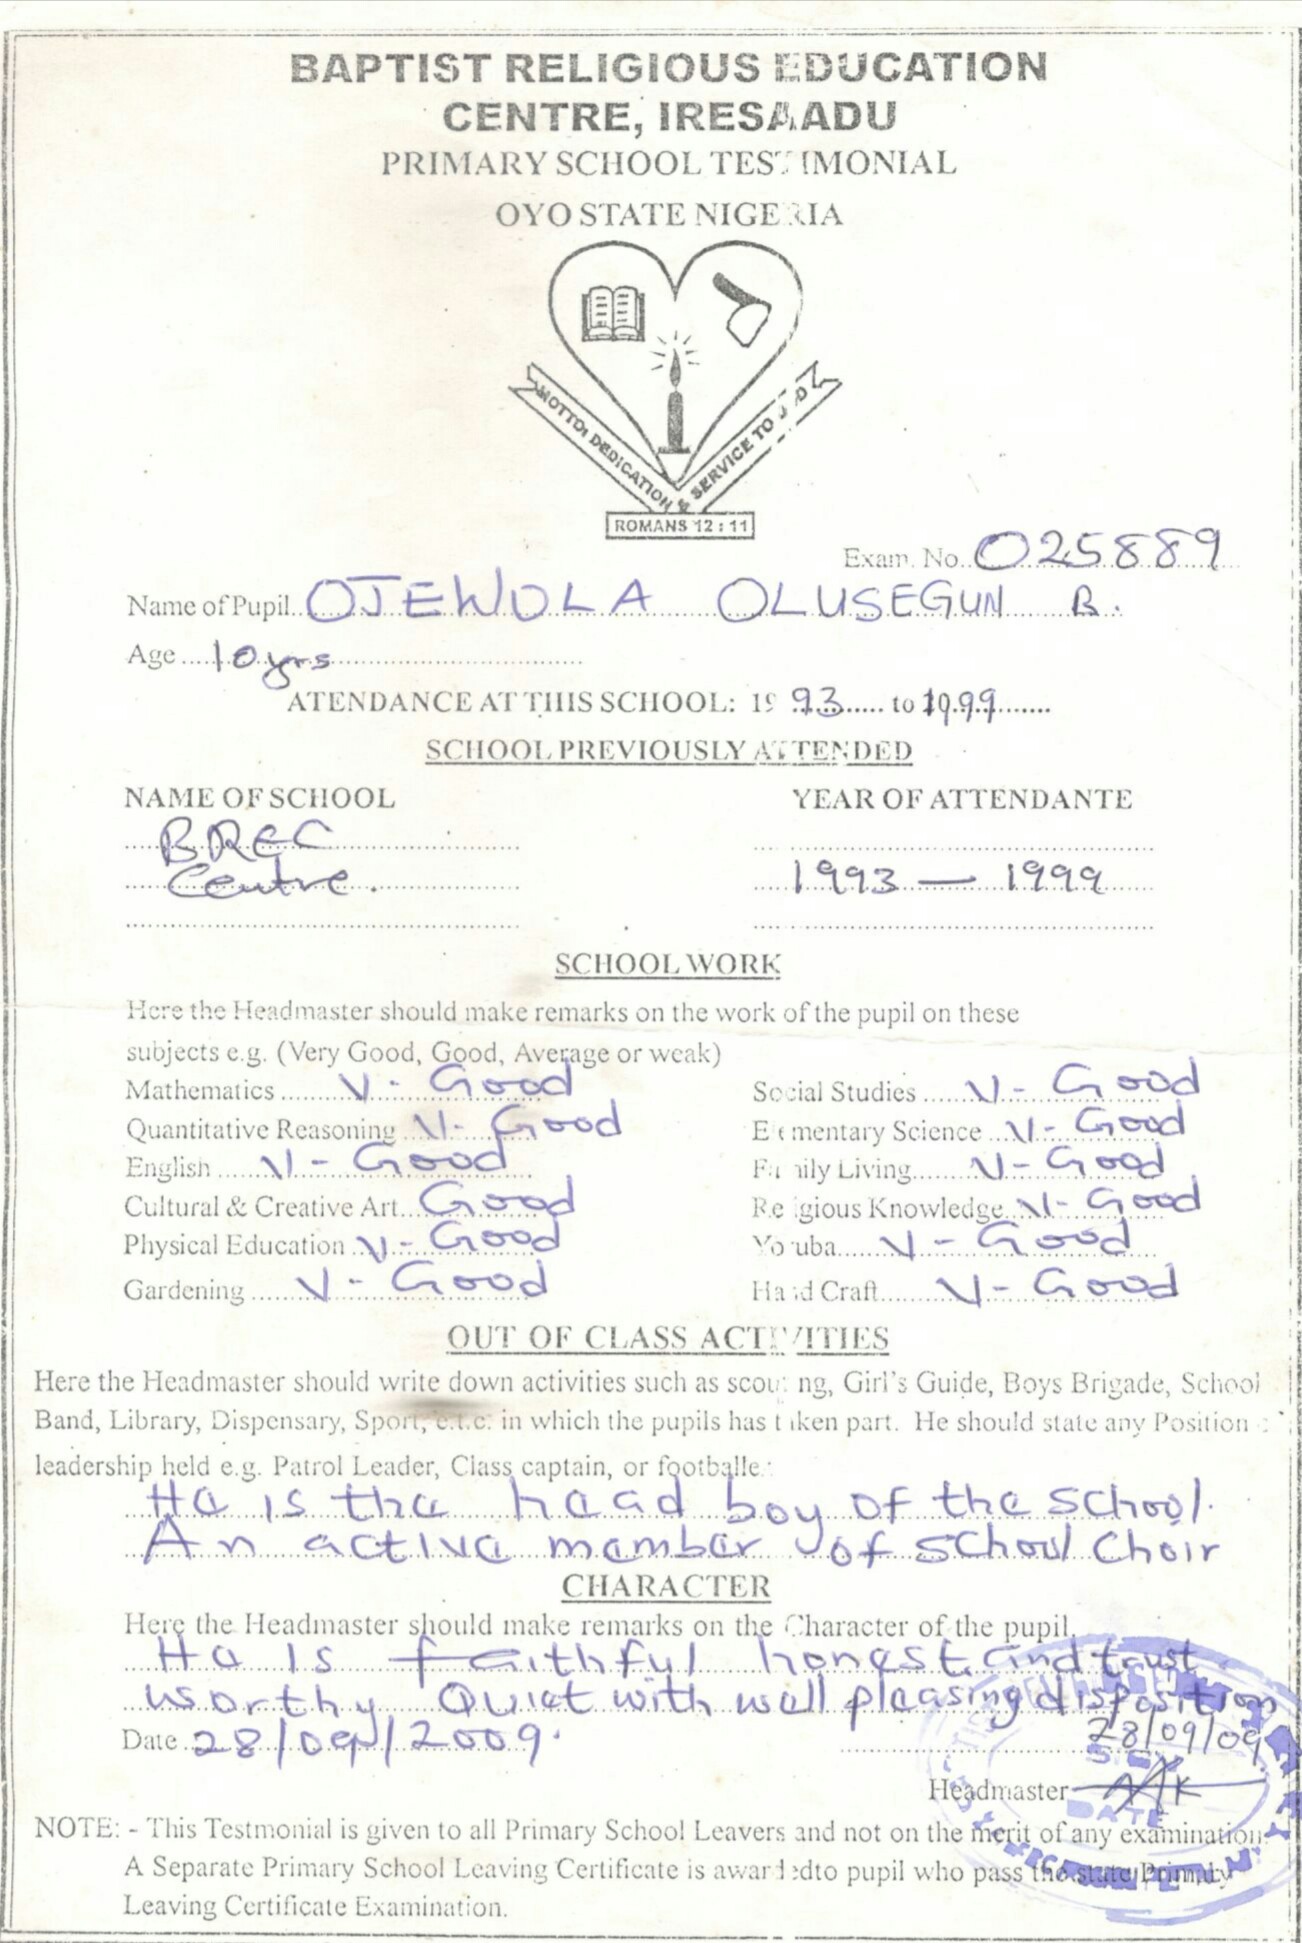 BAPTIST RELIGIOUS EDUCATION
CENTRE, IRESAADU
PRIMARY SCHOOL TESTIMONIAL
OYO STATE NIGERIA
MOTTO: DEDICATION & SERVICE TO GOD
ROMANS 12 : 11
Exam. No. 025889
Name of Pupil OJEWOLA OLUSEGUN B.
Age 10yrs
ATENDANCE AT THIS SCHOOL: 1993 to 1999
SCHOOL PREVIOUSLY ATTENDED
NAME OF SCHOOL YEAR OF ATTENDANTE
BREC
Centre. 1993 — 1999
SCHOOL WORK
Here the Headmaster should make remarks on the work of the pupil on these
subjects e.g. (Very Good, Good, Average or weak)
Mathematics V - Good Social Studies V - Good
Quantitative Reasoning V - Good Elementary Science V - Good
English V - Good Family Living V - Good
Cultural & Creative Art Good Religious Knowledge V - Good
Physical Education V - Good Yoruba V - Good
Gardening V - Good Hand Craft V - Good
OUT OF CLASS ACTIVITIES
Here the Headmaster should write down activities such as scouting, Girl's Guide, Boys Brigade, School
Band, Library, Dispensary, Sport, e.t.c. in which the pupils has taken part. He should state any Position
leadership held e.g. Patrol Leader, Class captain, or footballer
He is the head boy of the school.
An active member of school Choir
CHARACTER
Here the Headmaster should make remarks on the Character of the pupil.
He is faithful honest and trust
worthy Quiet with well pleasing disposition
Date 28/09/2009. 28/09/09
Headmaster
DATE
NOTE: - This Testmonial is given to all Primary School Leavers and not on the merit of any examination.
A Separate Primary School Leaving Certificate is awardedto pupil who pass the state Primary
Leaving Certificate Examination.